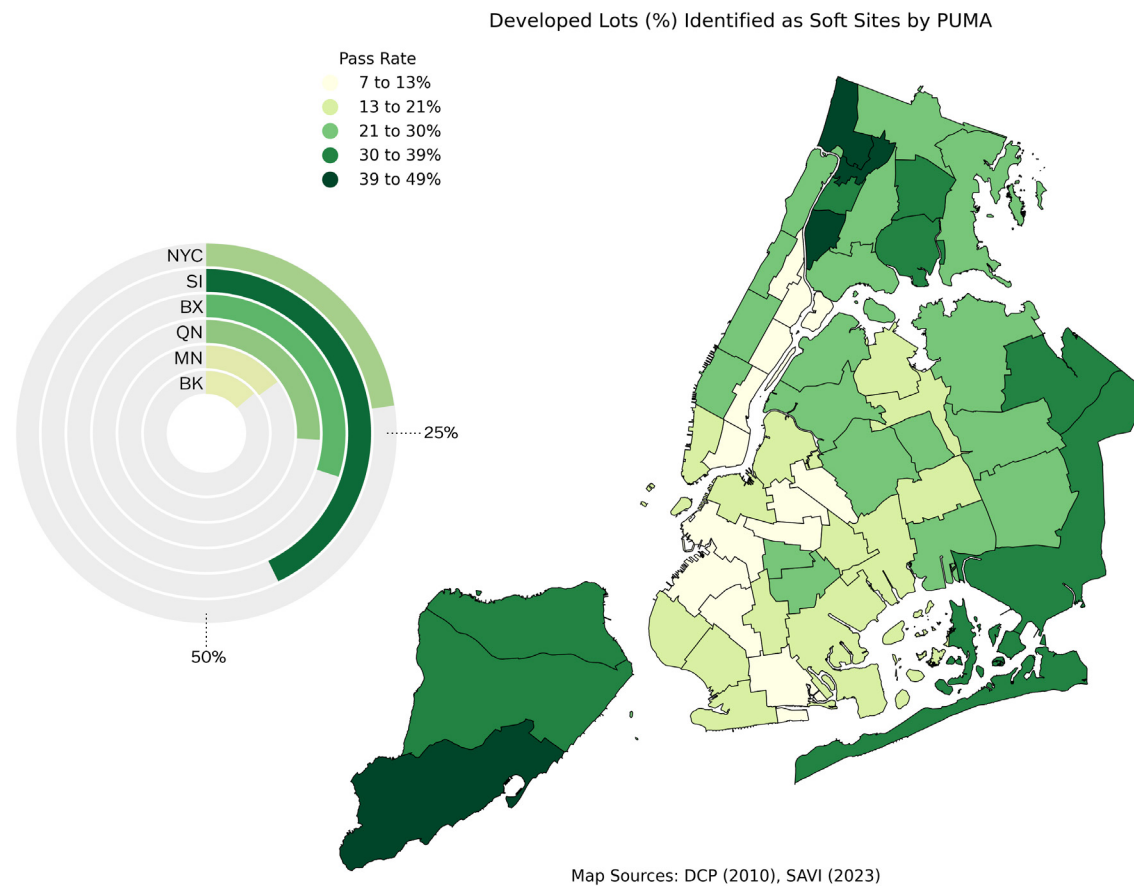 Developed Lots (%) Identified as Soft Sites by PUMA
Pass Rate
7 to 13%
13 to 21%
21 to 30%
30 to 39%
39 to 49%
NYC
SI
BX
QN
MN
BK
25%
50%
Map Sources: DCP (2010), SAVI (2023)